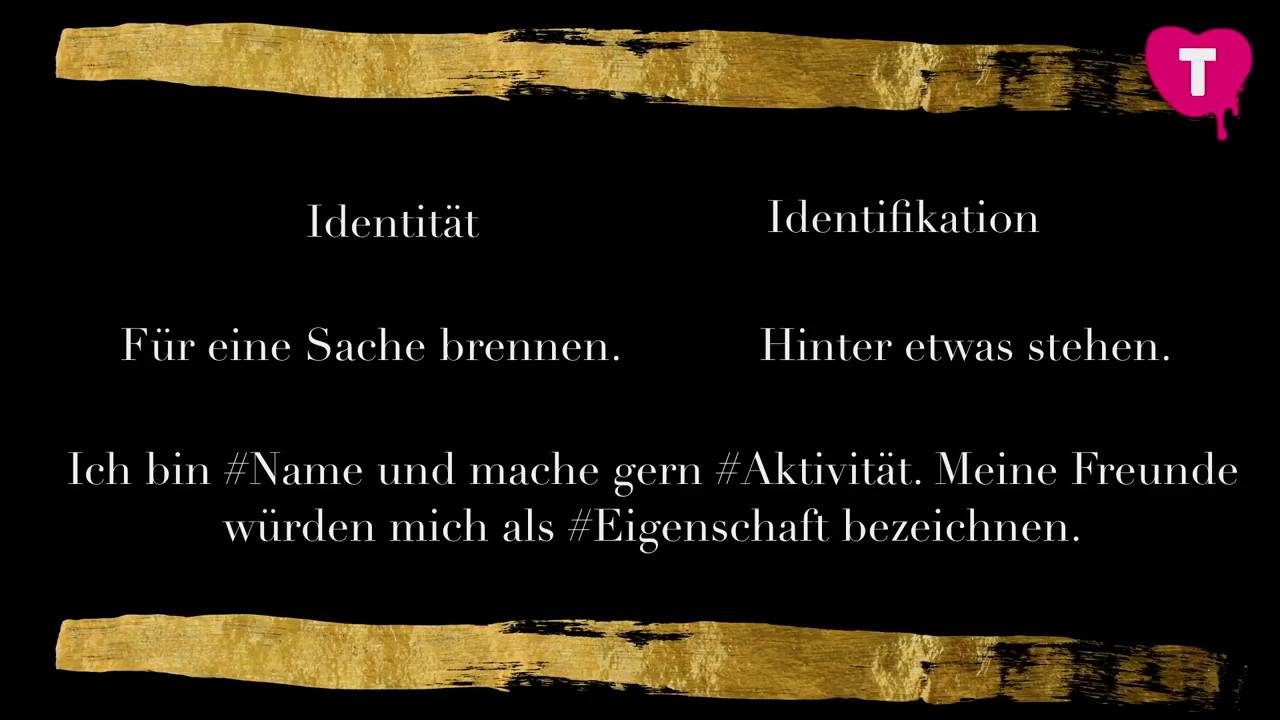 T
Identität
Identifikation
Für eine Sache brennen.
Hinter etwas stehen.
Ich bin #Name und mache gern #Aktivität. Meine Freunde
würden mich als #Eigenschaft bezeichnen.